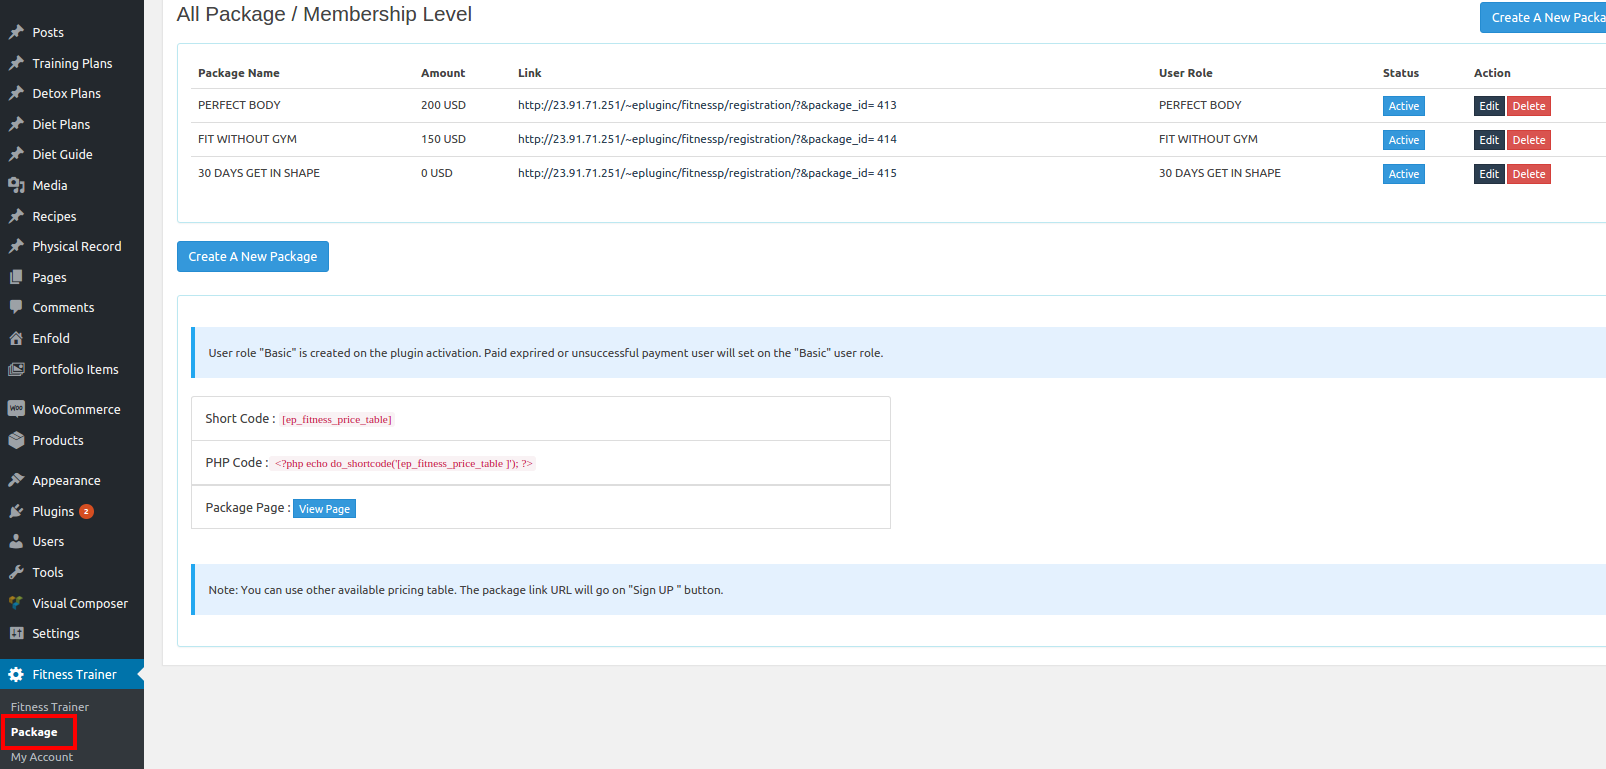 Posts
Training Plans
Detox Plans
Diet Plans
Diet Guide
Media
Recipes
Physical Record
Pages
Comments
Enfold
Portfolio Items
WOO WooCommerce
Products
Appearance
Plugins 2
Users
Tools
Visual Composer
Settings
Fitness Trainer
Fitness Trainer
Package
My Account
All Package / Membership Level
Create A New Packa
Package Name Amount Link User Role Status Action
PERFECT BODY 200 USD http://23.91.71.251/~epluginc/fitnessp/registration/?&package_id= 413 PERFECT BODY Active Edit Delete
FIT WITHOUT GYM 150 USD http://23.91.71.251/~epluginc/fitnessp/registration/?&package_id= 414 FIT WITHOUT GYM Active Edit Delete
30 DAYS GET IN SHAPE 0 USD http://23.91.71.251/~epluginc/fitnessp/registration/?&package_id= 415 30 DAYS GET IN SHAPE Active Edit Delete
Create A New Package
User role "Basic" is created on the plugin activation. Paid exprired or unsuccessful payment user will set on the "Basic" user role.
Short Code : [ep_fitness_price_table]
PHP Code : <?php echo do_shortcode('[ep_fitness_price_table ]'); ?>
Package Page : View Page
Note: You can use other available pricing table. The package link URL will go on "Sign UP " button.